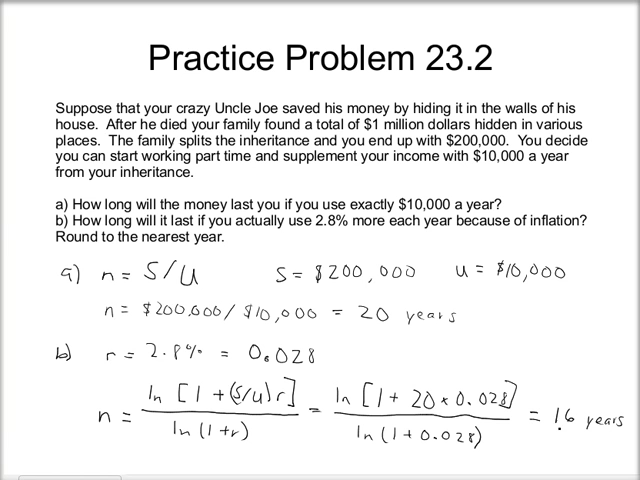 Practice Problem 23.2
Suppose that your crazy Uncle Joe saved his money by hiding it in the walls of his
house. After he died your family found a total of $1 million dollars hidden in various
places. The family splits the inheritance and you end up with $200,000. You decide
you can start working part time and supplement your income with $10,000 a year
from your inheritance.
a) How long will the money last you if you use exactly $10,000 a year?
b) How long will it last if you actually use 2.8% more each year because of inflation?
Round to the nearest year.
a) n = S/U S = $200,000 u = $10,000
n = $200,000 / $10,000 = 20 years
b) r = 2.8% = 0.028
n = ln [1 + (S/u)r] / ln (1+r) = ln [1 + 20 * 0.028] / ln (1+0.028) = 16 years